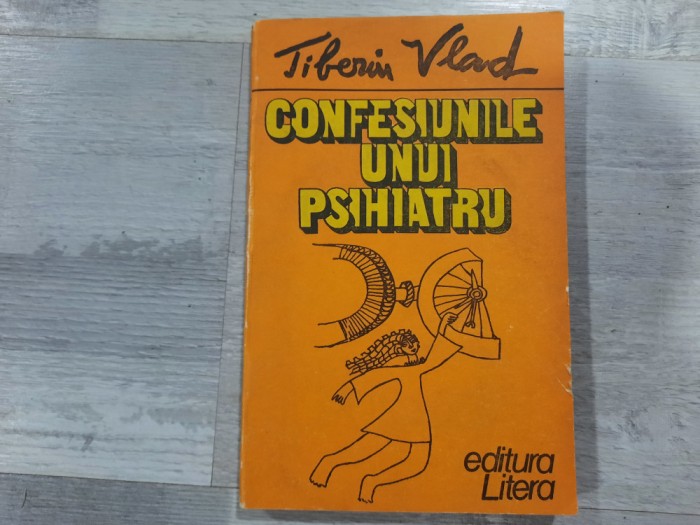 Tiberiu Vlad
CONFESIUNILE
UNUI
PSIHIATRU
editura
Litera